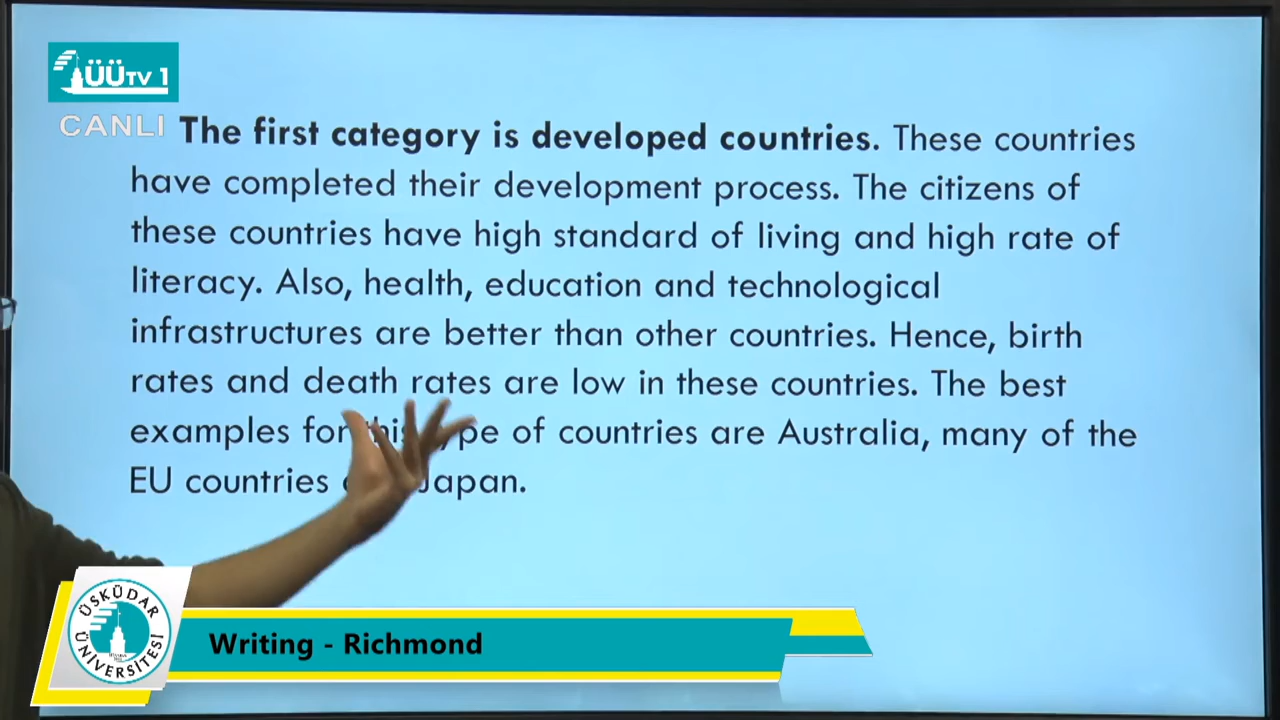 ÜÜTV 1
CANLI
The first category is developed countries. These countries
have completed their development process. The citizens of
these countries have high standard of living and high rate of
literacy. Also, health, education and technological
infrastructures are better than other countries. Hence, birth
rates and death rates are low in these countries. The best
examples for this type of countries are Australia, many of the
EU countries Japan.
ÜSKÜDAR
ÜNİVERSİTESİ
Writing - Richmond